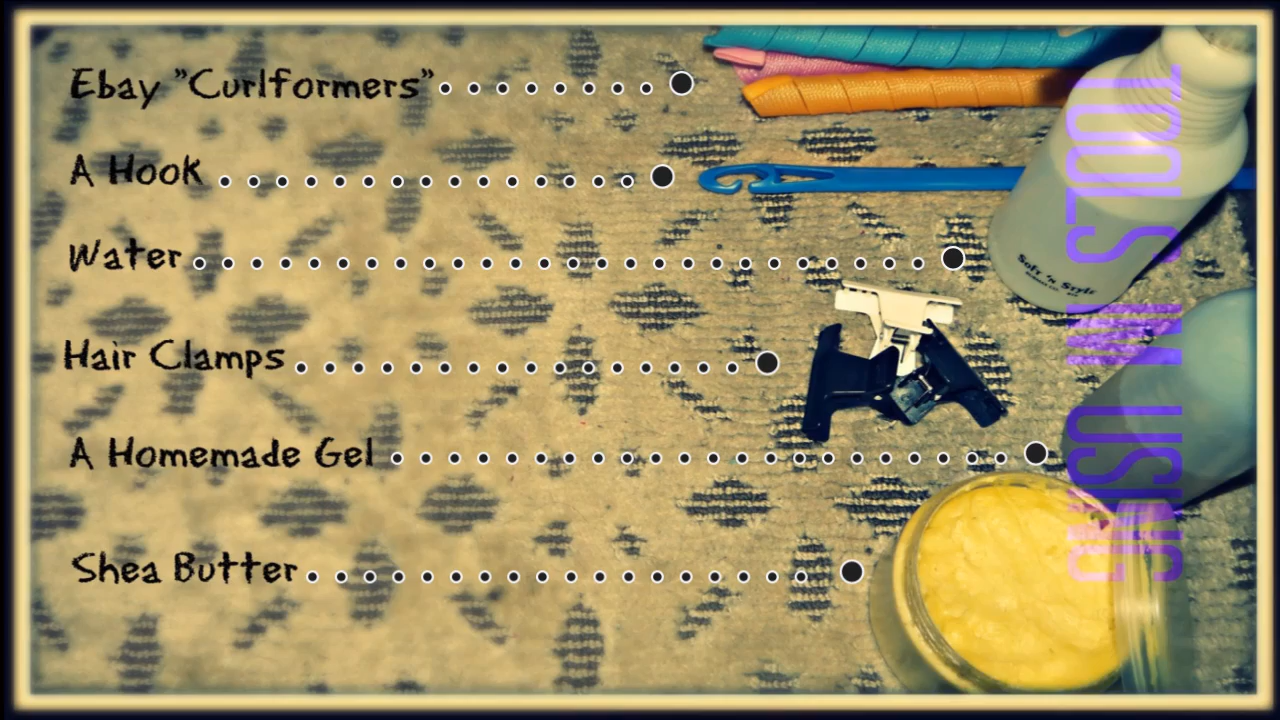 Ebay "Curlformers"
A Hook
Water
Hair Clamps
A Homemade Gel
Shea Butter
Soft 'n Style
TOOLS I'M USING